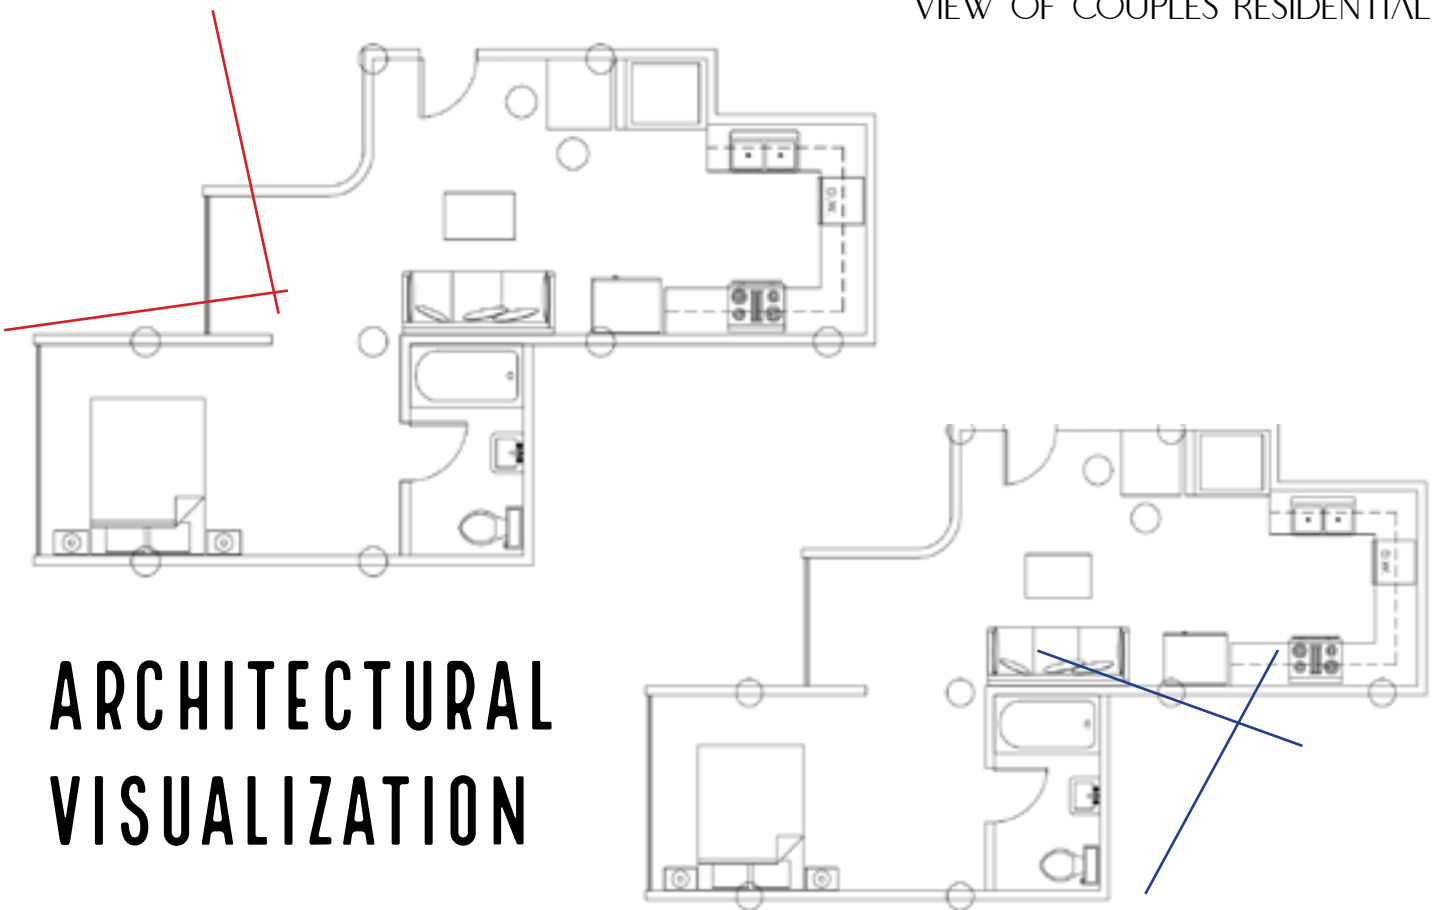 VIEW OF COUPLES RESIDENTIAL
D.W.
D.W.
ARCHITECTURAL
VISUALIZATION